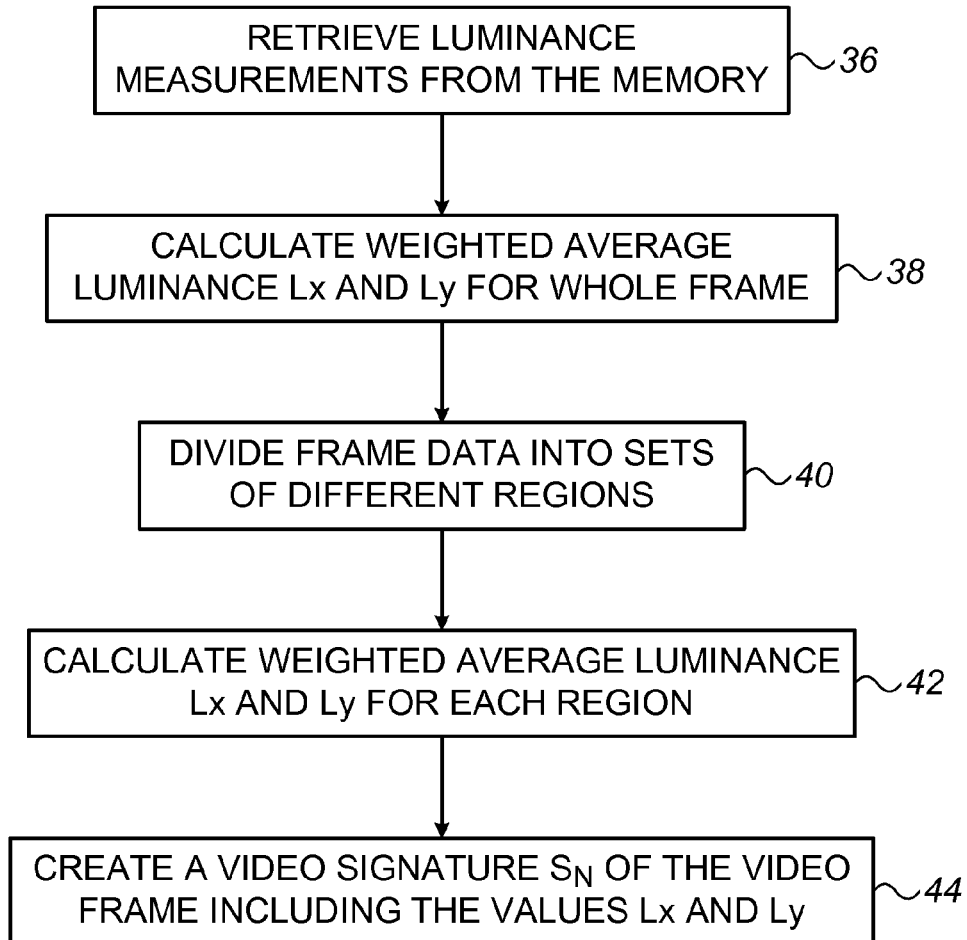 RETRIEVE LUMINANCE
MEASUREMENTS FROM THE MEMORY
36
CALCULATE WEIGHTED AVERAGE
LUMINANCE Lx AND Ly FOR WHOLE FRAME
38
DIVIDE FRAME DATA INTO SETS
OF DIFFERENT REGIONS
40
CALCULATE WEIGHTED AVERAGE LUMINANCE
Lx AND Ly FOR EACH REGION
42
CREATE A VIDEO SIGNATURE S_N OF THE VIDEO
FRAME INCLUDING THE VALUES Lx AND Ly
44